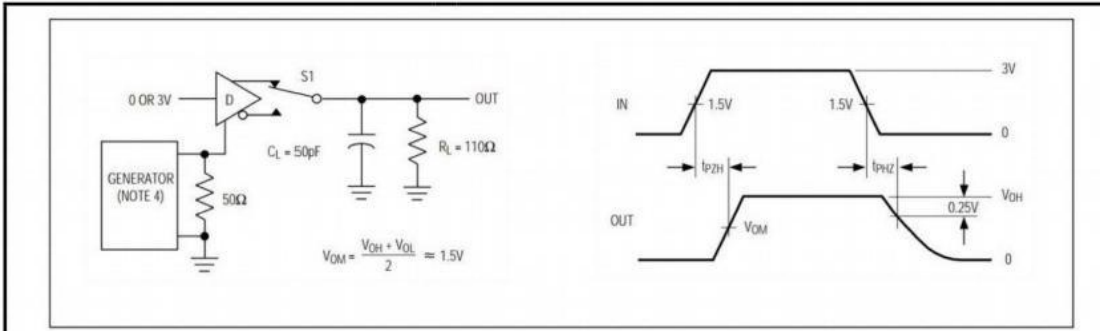 S1
0 OR 3V
D
OUT
C_L = 50pF
R_L = 110Ω
GENERATOR
(NOTE 4)
50Ω
V_OM = (V_OH + V_OL) / 2 ≅ 1.5V
IN
1.5V
1.5V
3V
0
t_PZH
t_PHZ
OUT
V_OM
V_OH
0.25V
0